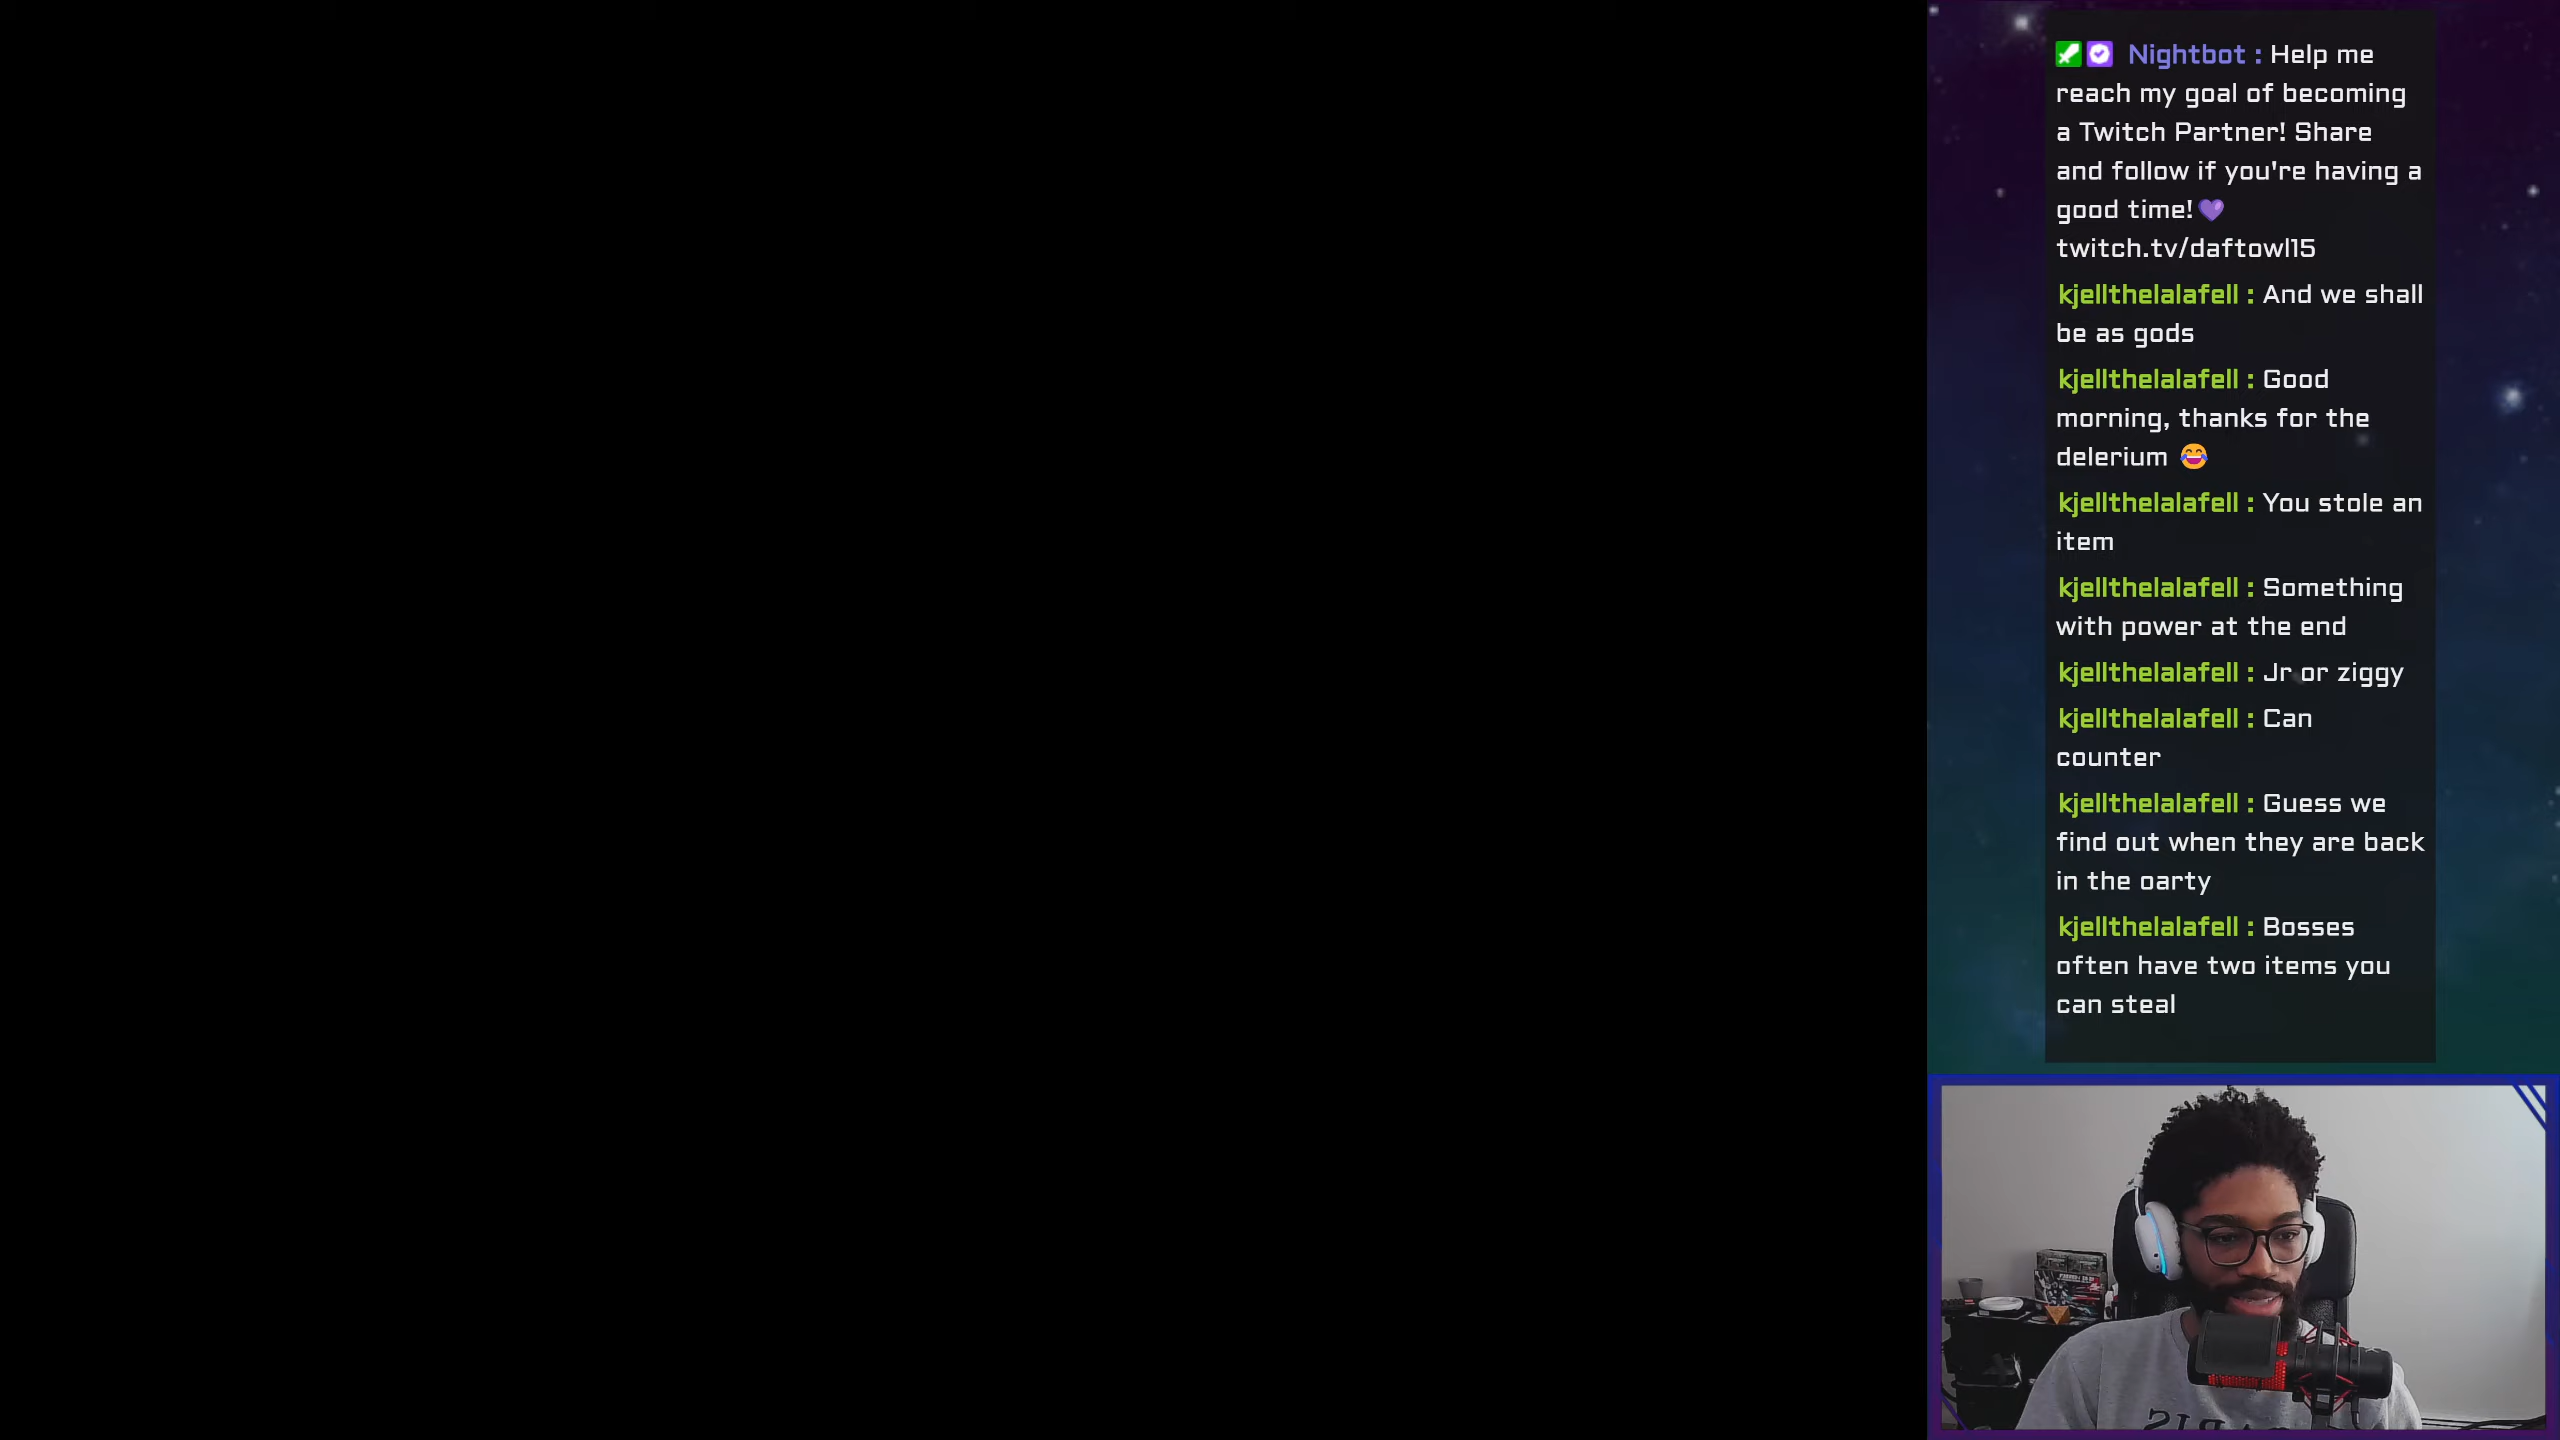 Nightbot : Help me
reach my goal of becoming
a Twitch Partner! Share
and follow if you're having a
good time!💜
twitch.tv/daftowl15
kjellthelalafell : And we shall
be as gods
kjellthelalafell : Good
morning, thanks for the
delerium 😂
kjellthelalafell : You stole an
item
kjellthelalafell : Something
with power at the end
kjellthelalafell : Jr or ziggy
kjellthelalafell : Can
counter
kjellthelalafell : Guess we
find out when they are back
in the oarty
kjellthelalafell : Bosses
often have two items you
can steal